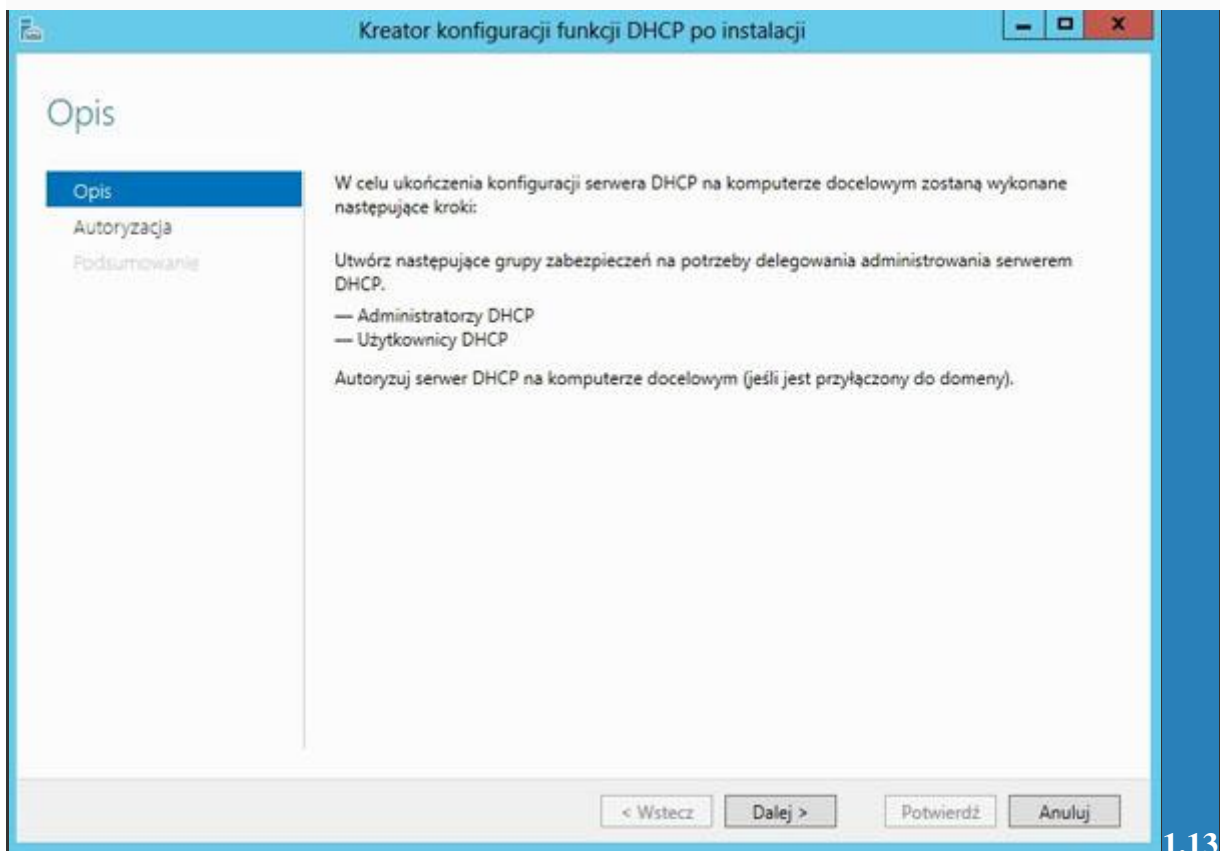 Kreator konfiguracji funkcji DHCP po instalacji
Opis
Opis
Autoryzacja
Podsumowanie
W celu ukończenia konfiguracji serwera DHCP na komputerze docelowym zostaną wykonane
następujące kroki:
Utwórz następujące grupy zabezpieczeń na potrzeby delegowania administrowania serwerem
DHCP.
— Administratorzy DHCP
— Użytkownicy DHCP
Autoryzuj serwer DHCP na komputerze docelowym (jeśli jest przyłączony do domeny).
< Wstecz
Dalej >
Potwierdź
Anuluj
1.13